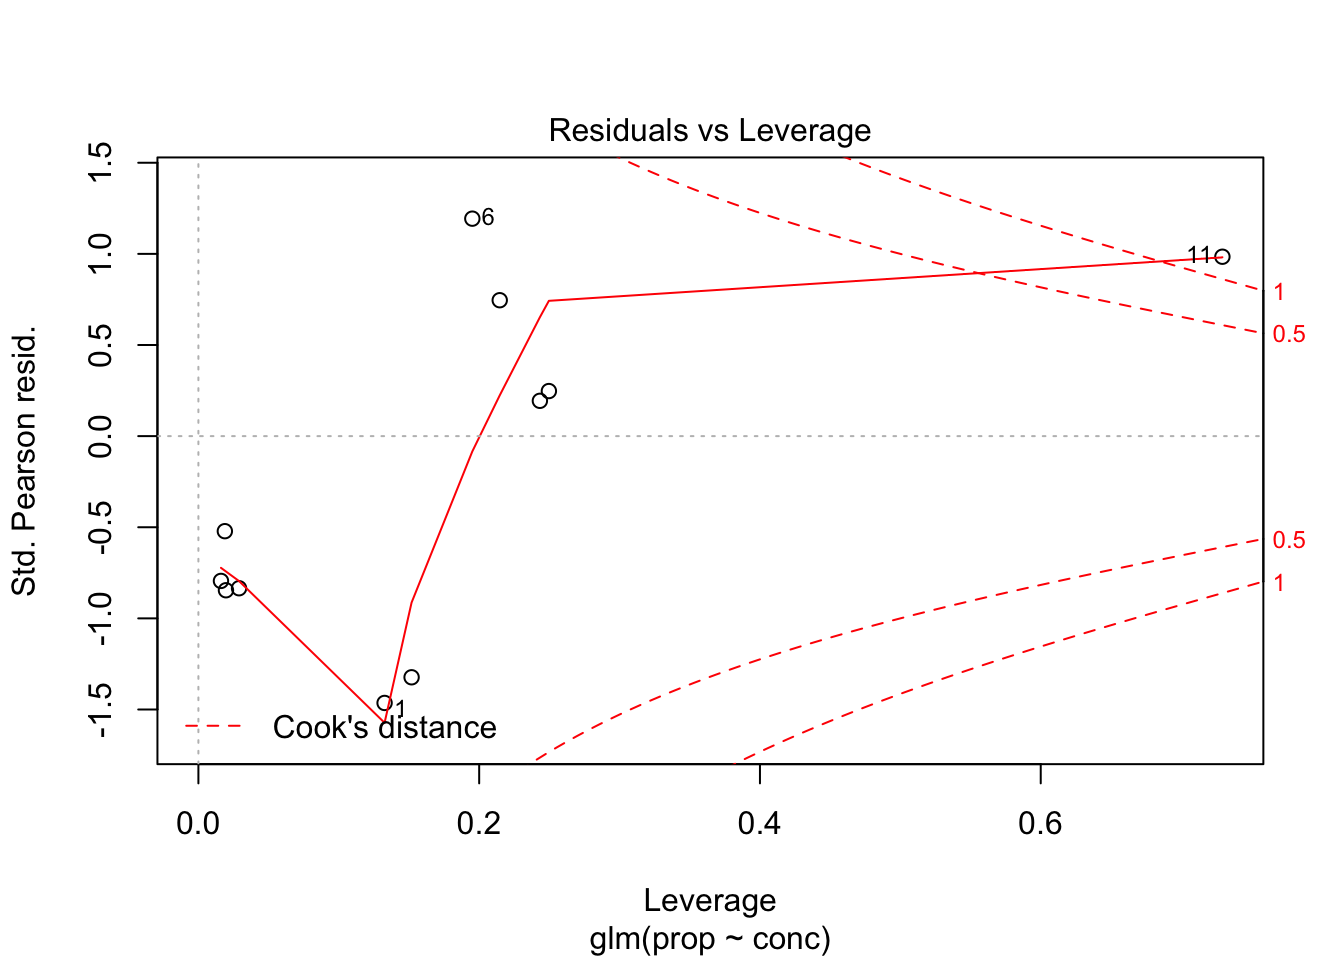 Residuals vs Leverage
Std. Pearson resid.
1.5
1.0
0.5
0.0
-0.5
-1.0
-1.5
6
11
1
1
0.5
0.5
1
Cook's distance
0.0 0.2 0.4 0.6
Leverage
glm(prop ~ conc)